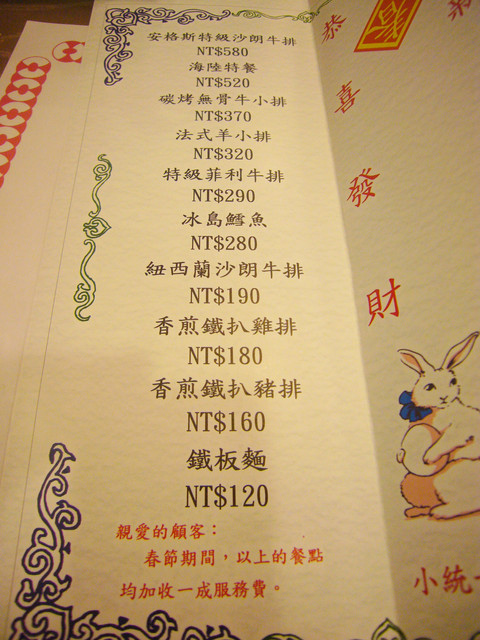 安格斯特級沙朗牛排
NT$580
海陸特餐
NT$520
碳烤無骨牛小排
NT$370
法式羊小排
NT$320
特級菲利牛排
NT$290
冰島鱈魚
NT$280
紐西蘭沙朗牛排
NT$190
香煎鐵扒雞排
NT$180
香煎鐵扒豬排
NT$160
鐵板麵
NT$120
親愛的顧客：
春節期間，以上的餐點
均加收一成服務費。
恭
喜
發
財
小統一